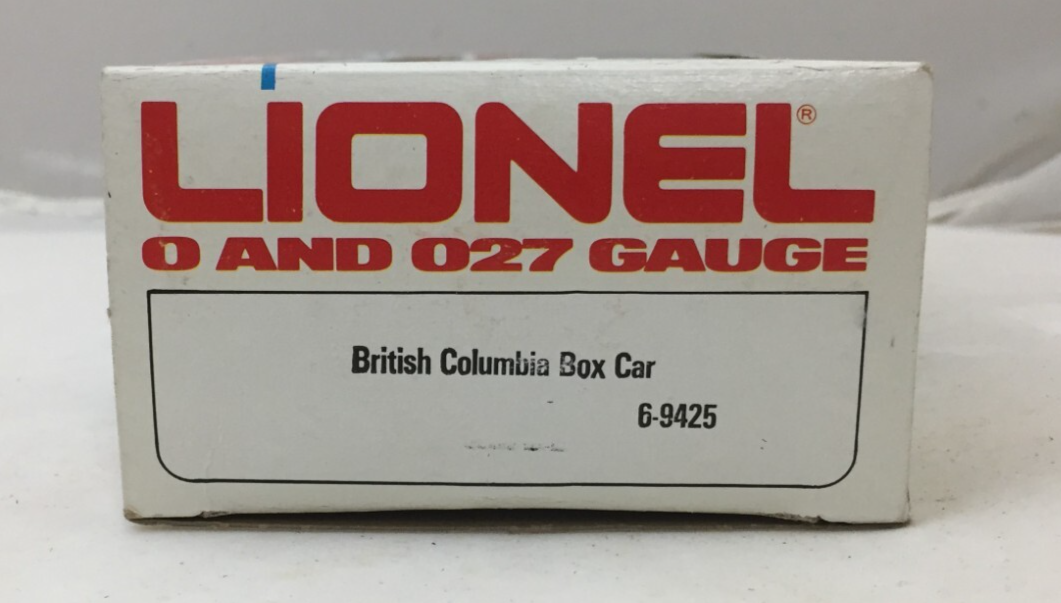 LIONEL®
O AND O27 GAUGE
British Columbia Box Car
6-9425